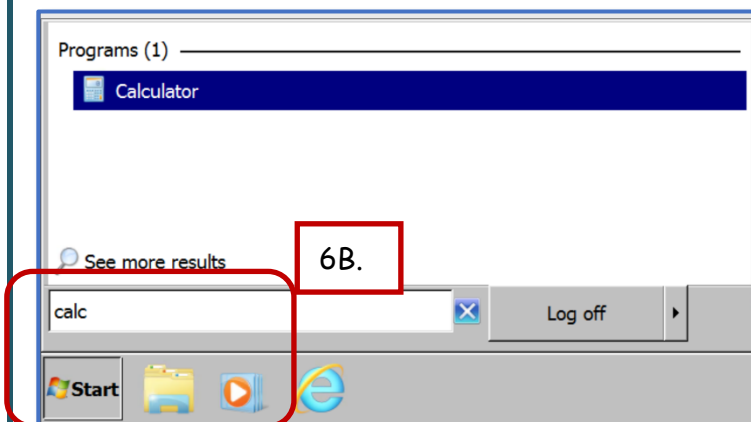 Programs (1)
Calculator
See more results
6B.
calc
Log off
Start